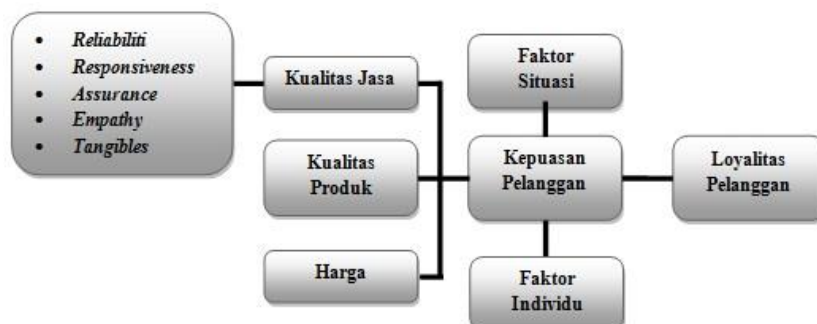 • Reliabiliti
• Responsiveness
• Assurance
• Empathy
• Tangibles
Kualitas Jasa
Kualitas
Produk
Harga
Faktor
Situasi
Kepuasan
Pelanggan
Faktor
Individu
Loyalitas
Pelanggan